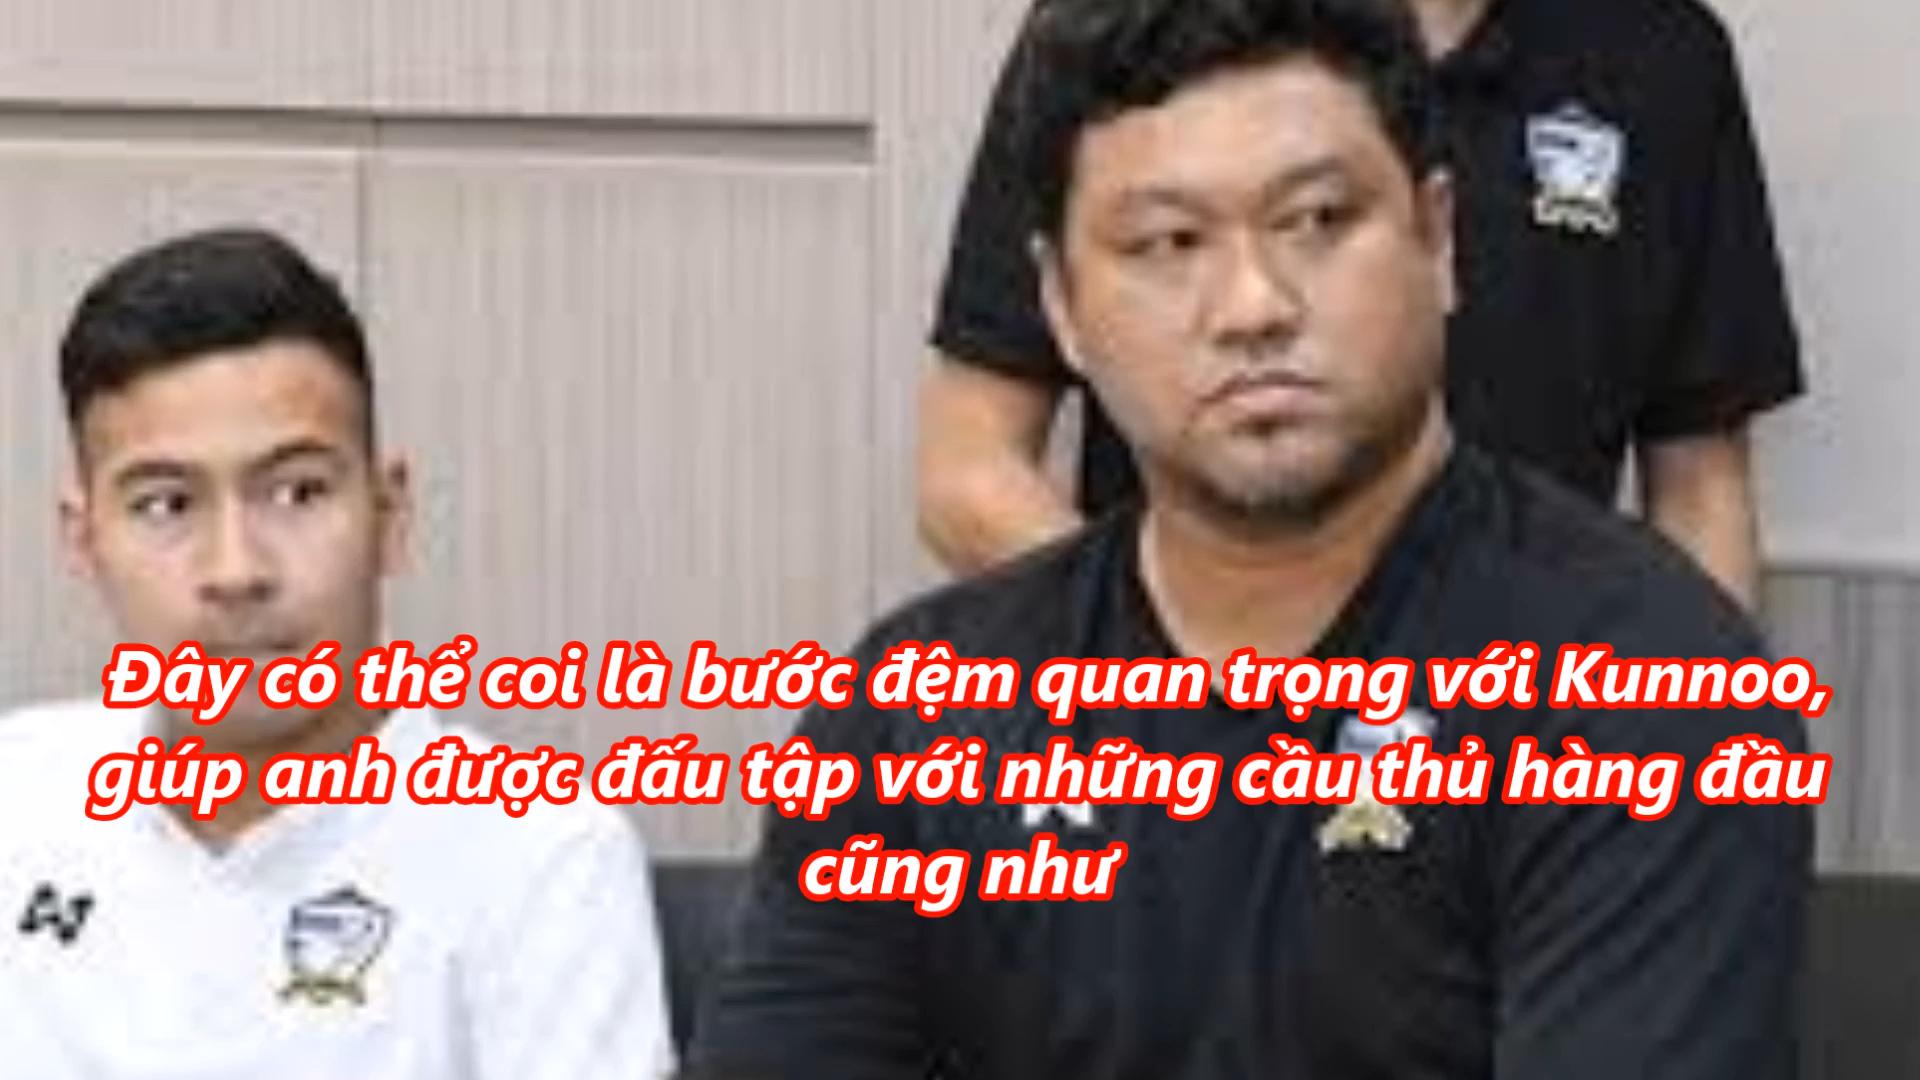 Đây có thể coi là bước đệm quan trọng với Kunnoo,
giúp anh được đấu tập với những cầu thủ hàng đầu
cũng như